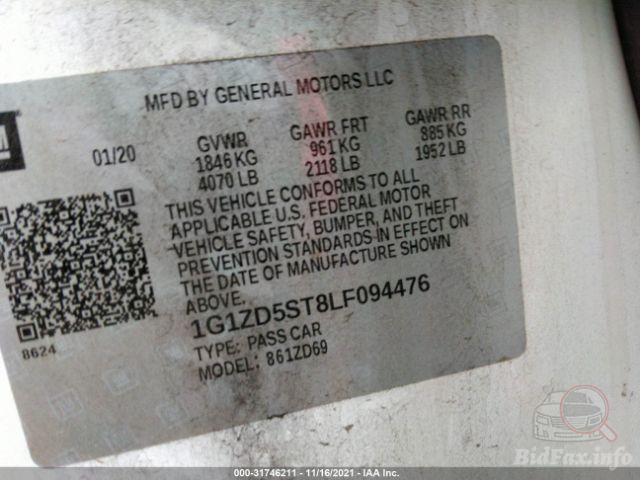 MFD BY GENERAL MOTORS LLC
GM
01/20
GVWR GAWR FRT GAWR RR
1846 KG 961 KG 885 KG
4070 LB 2118 LB 1952 LB
THIS VEHICLE CONFORMS TO ALL
APPLICABLE U.S. FEDERAL MOTOR
VEHICLE SAFETY, BUMPER, AND THEFT
PREVENTION STANDARDS IN EFFECT ON
THE DATE OF MANUFACTURE SHOWN
ABOVE.
1G1ZD5ST8LF094476
8624
TYPE: PASS CAR
MODEL: 861ZD69
BidFax.info
000-31746211 - 11/16/2021 - IAA Inc.